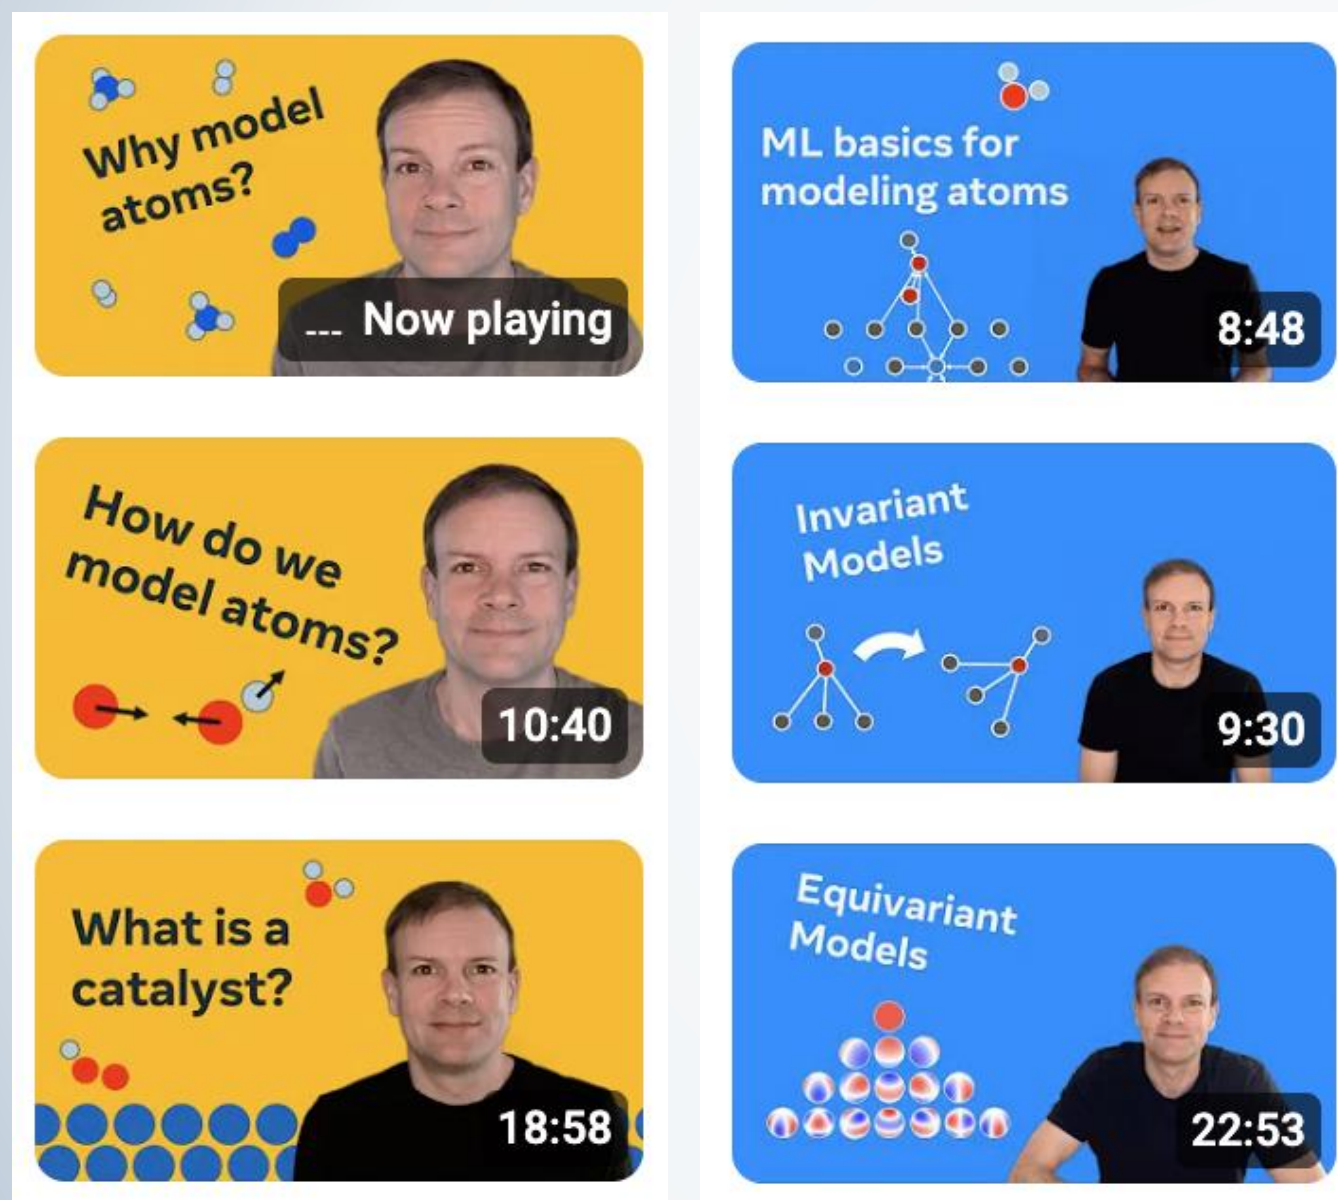 Why model
atoms?
--- Now playing
How do we
model atoms?
10:40
What is a
catalyst?
18:58
ML basics for
modeling atoms
8:48
Invariant
Models
9:30
Equivariant
Models
22:53